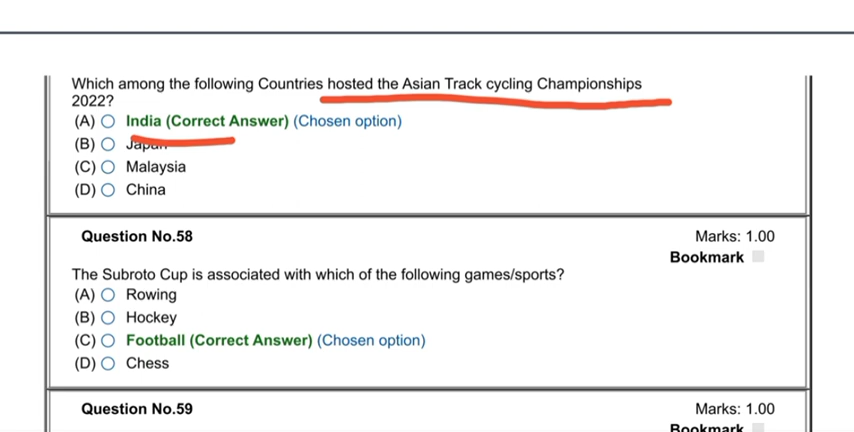 Which among the following Countries hosted the Asian Track cycling Championships
2022?
(A) India (Correct Answer) (Chosen option)
(B) Japan
(C) Malaysia
(D) China
Question No.58 Marks: 1.00
Bookmark
The Subroto Cup is associated with which of the following games/sports?
(A) Rowing
(B) Hockey
(C) Football (Correct Answer) (Chosen option)
(D) Chess
Question No.59 Marks: 1.00
Bookmark